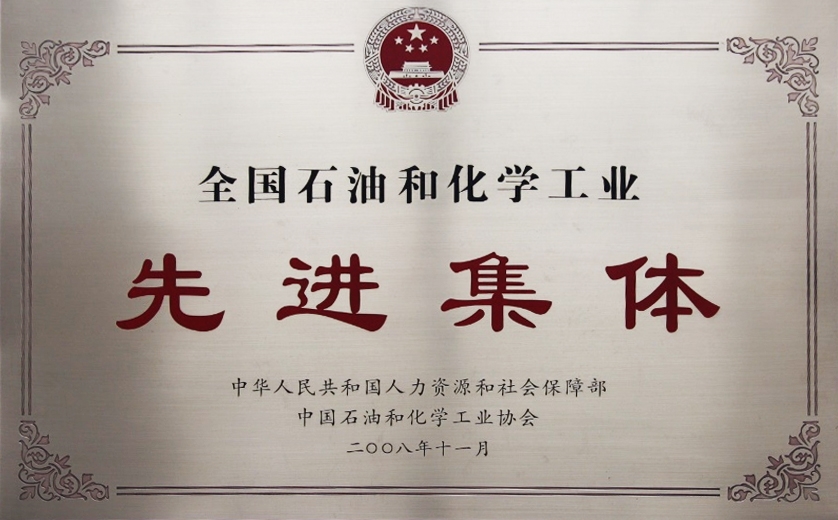 全国石油和化学工业
先进集体
中华人民共和国人力资源和社会保障部
中国石油和化学工业协会
二〇〇八年十一月